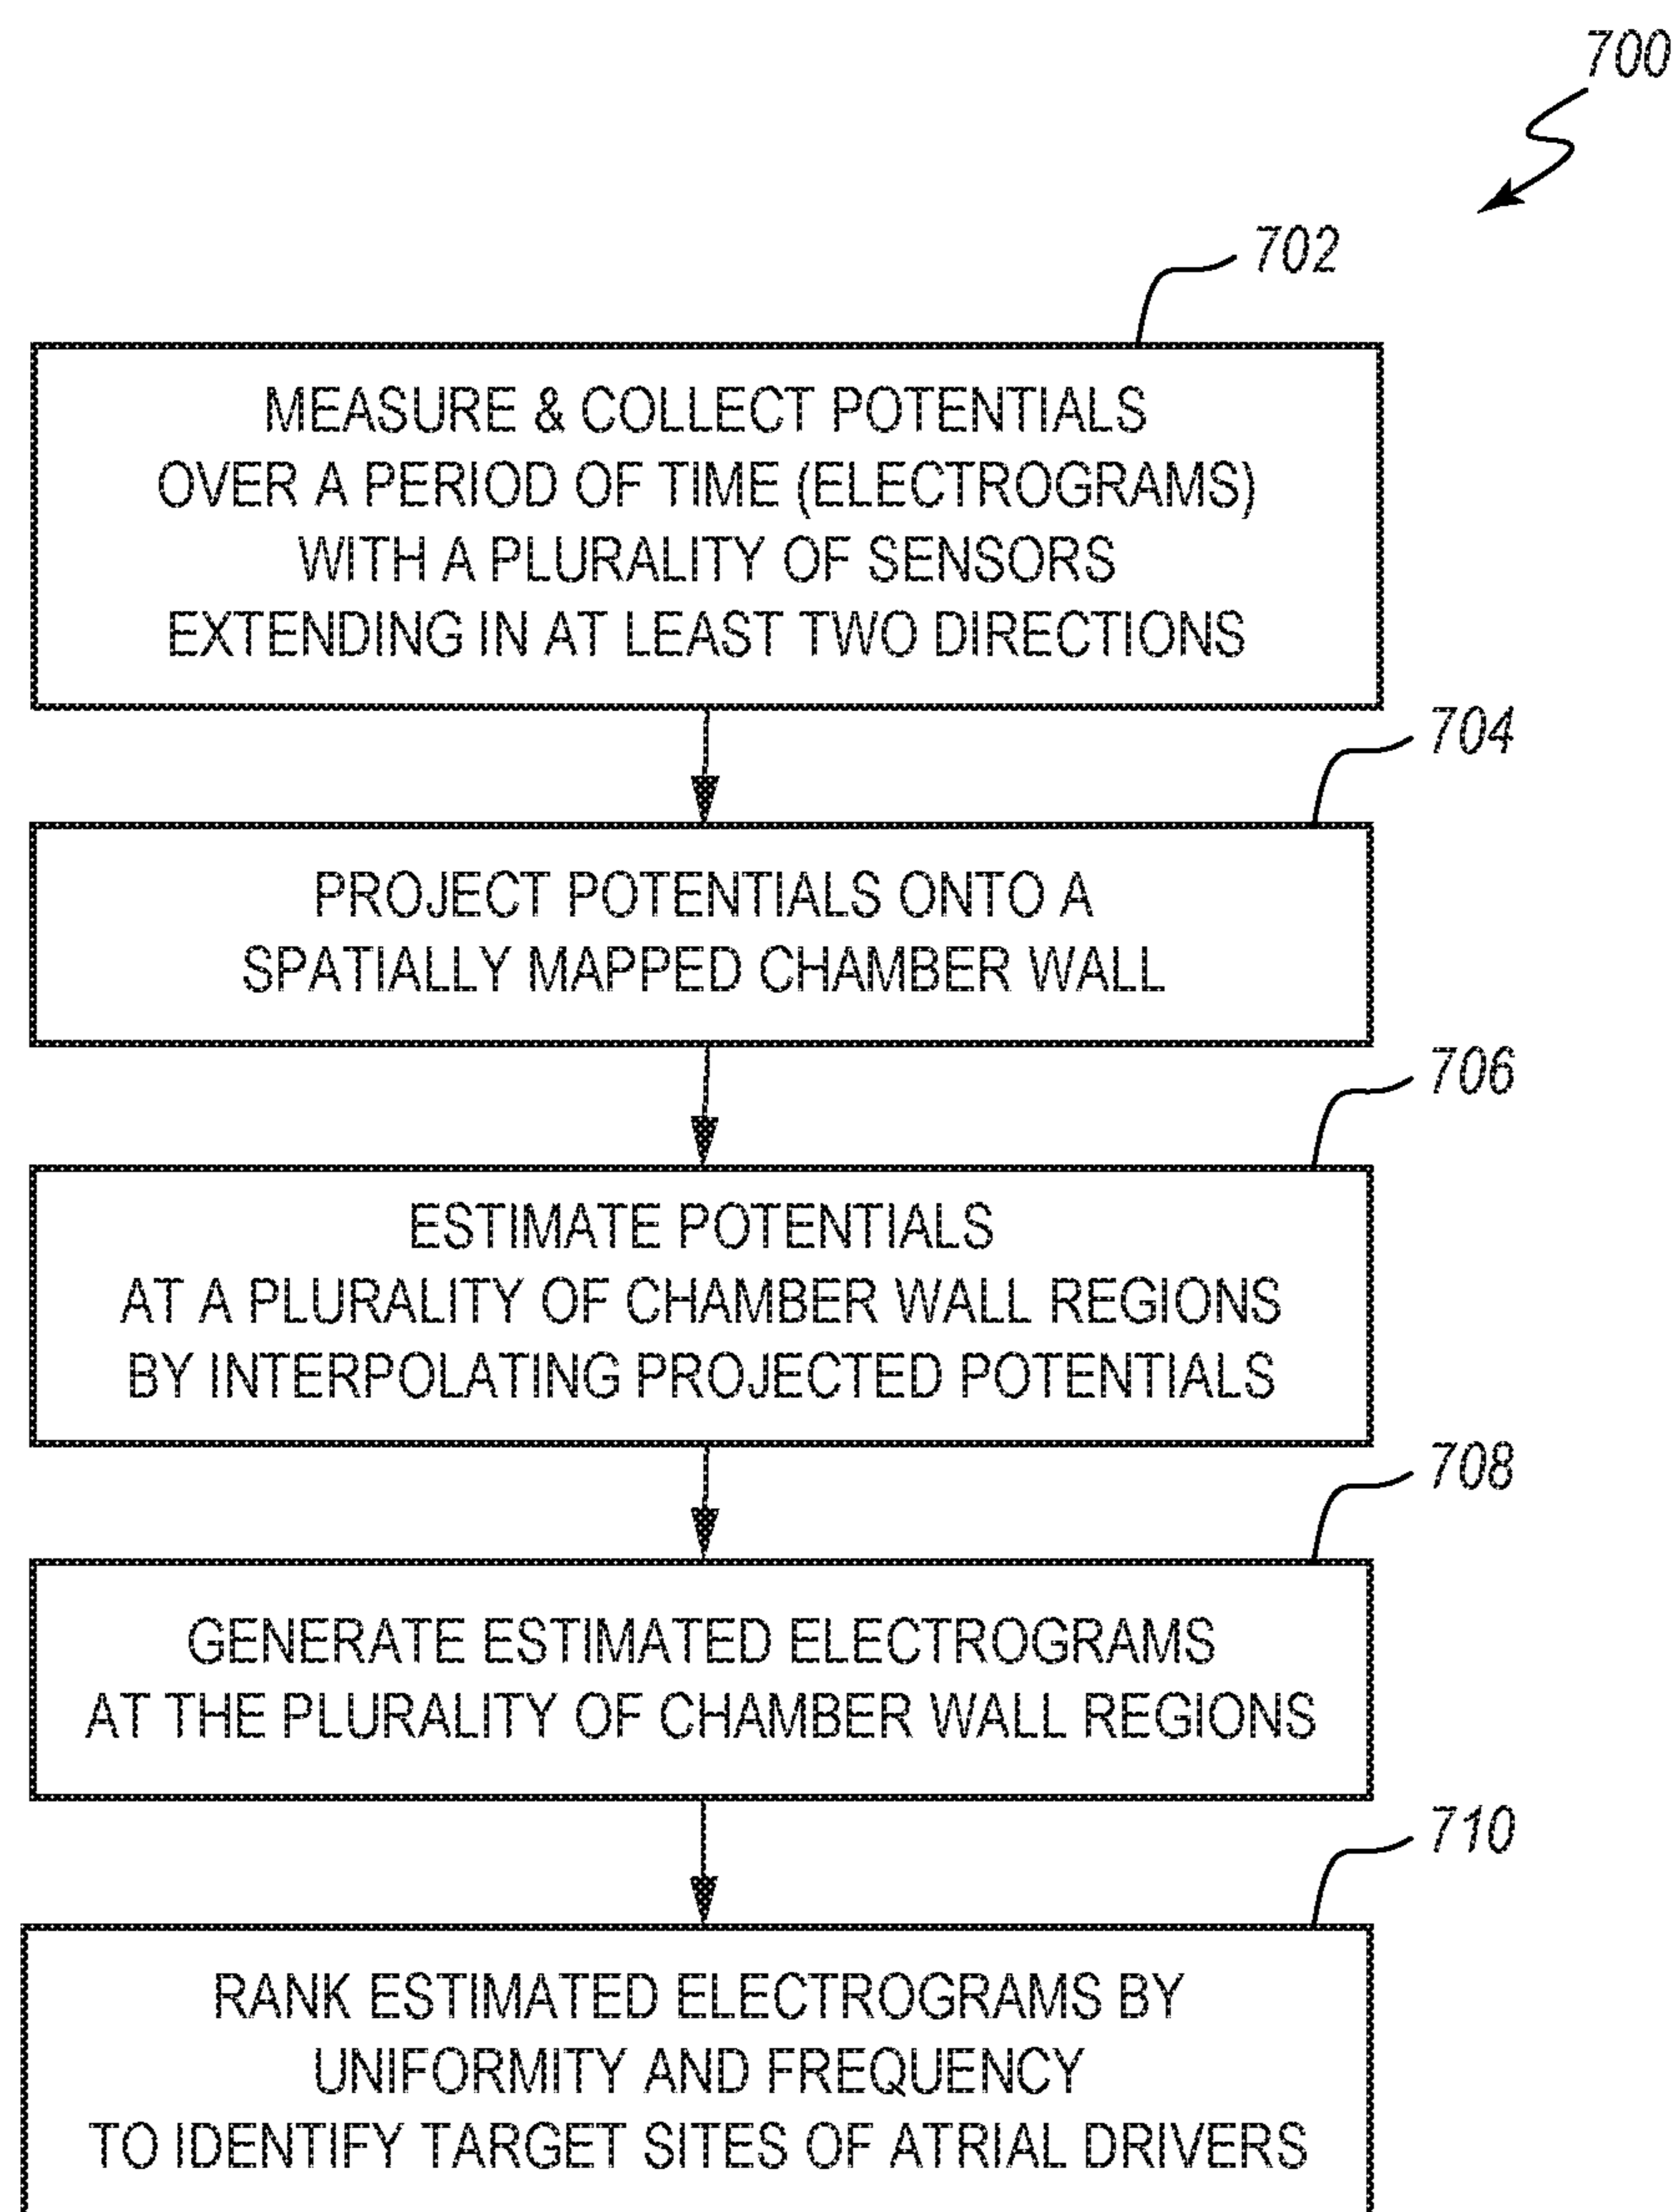 700
702
MEASURE & COLLECT POTENTIALS
OVER A PERIOD OF TIME (ELECTROGRAMS)
WITH A PLURALITY OF SENSORS
EXTENDING IN AT LEAST TWO DIRECTIONS
704
PROJECT POTENTIALS ONTO A
SPATIALLY MAPPED CHAMBER WALL
706
ESTIMATE POTENTIALS
AT A PLURALITY OF CHAMBER WALL REGIONS
BY INTERPOLATING PROJECTED POTENTIALS
708
GENERATE ESTIMATED ELECTROGRAMS
AT THE PLURALITY OF CHAMBER WALL REGIONS
710
RANK ESTIMATED ELECTROGRAMS BY
UNIFORMITY AND FREQUENCY
TO IDENTIFY TARGET SITES OF ATRIAL DRIVERS